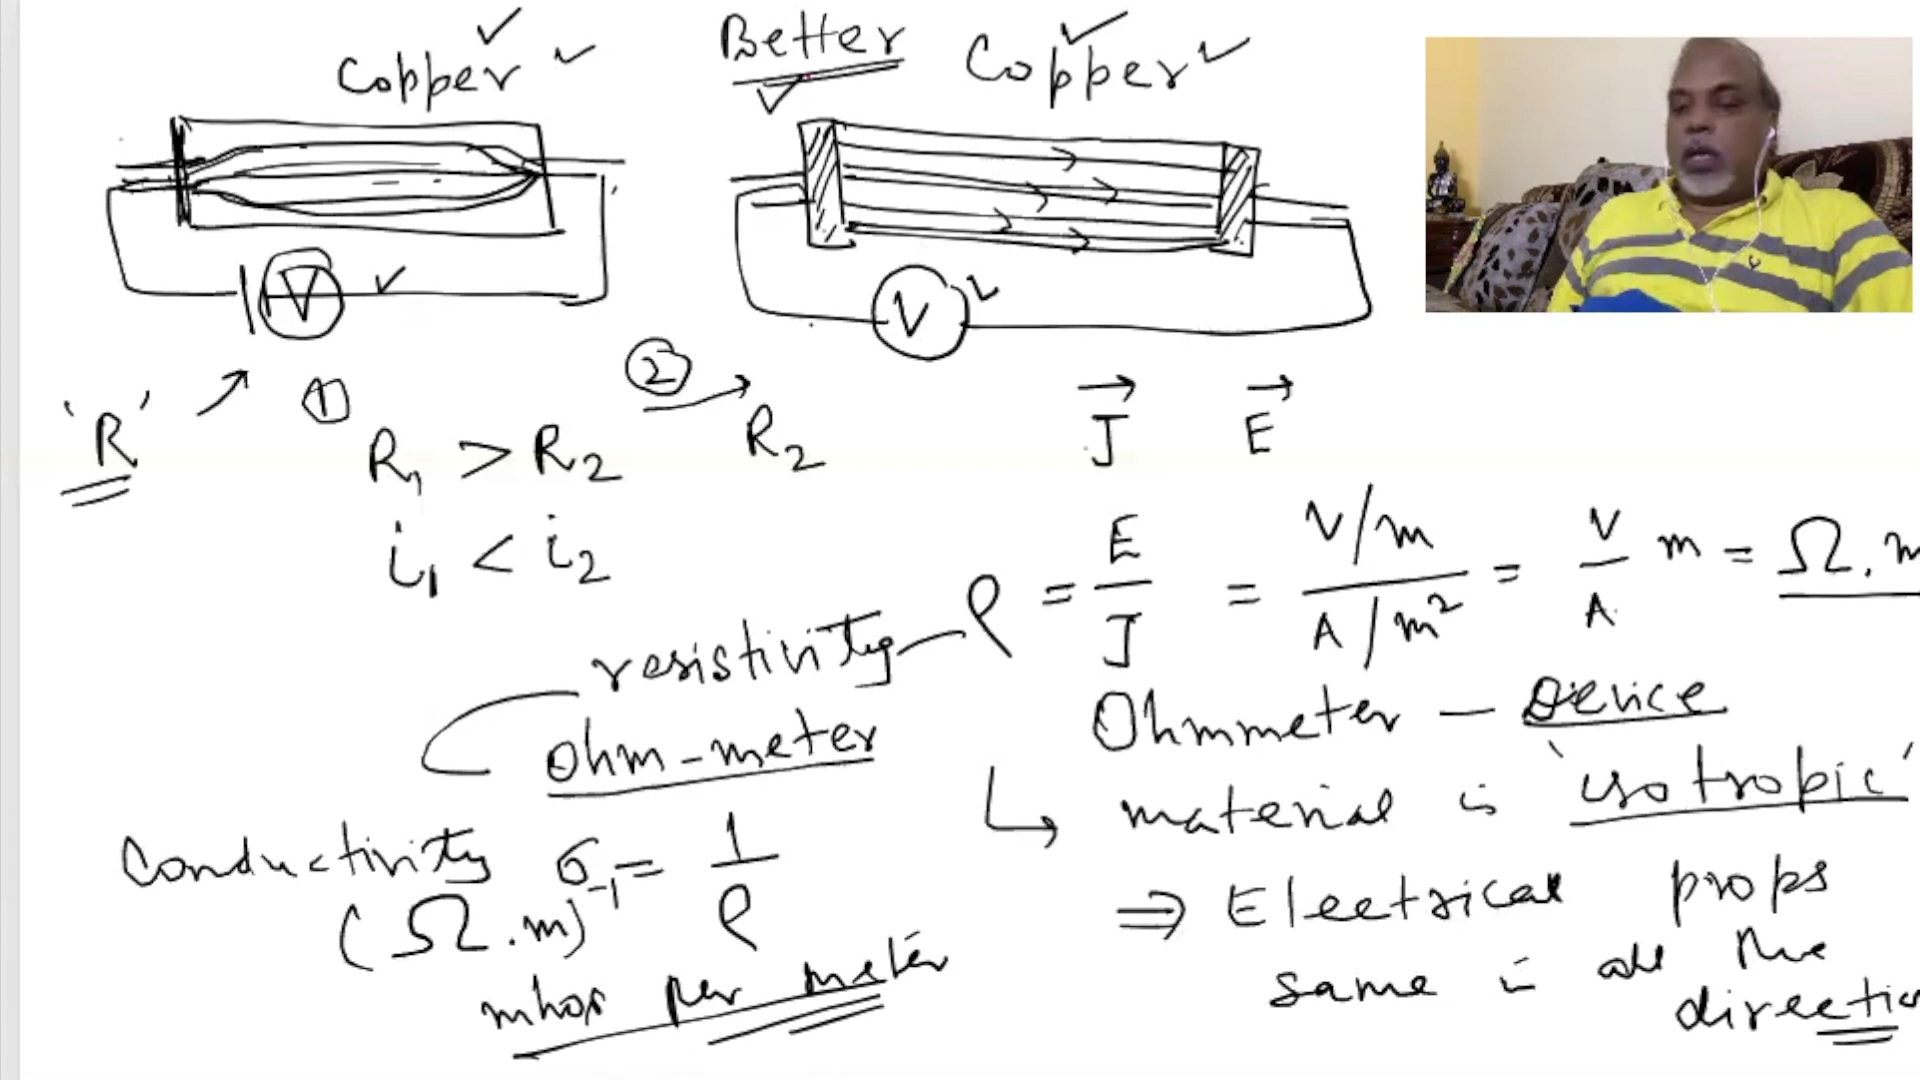 Copper ✓ ✓
Better ✓
Copper ✓ ✓
V ✓
V
'R' ↗ ①
② → R₂
R₁ > R₂
i₁ < i₂
J⃗ E⃗
resistivity — ρ = E/J = (V/m)/(A/m²) = V/A m = Ω.m
ohm-meter
Ohmmeter — Device
↳ material is 'isotropic'
⇒ Electrical props
same in all the
direction
Conductivity σ = 1/ρ
(Ω.m)⁻¹
mhos per meter